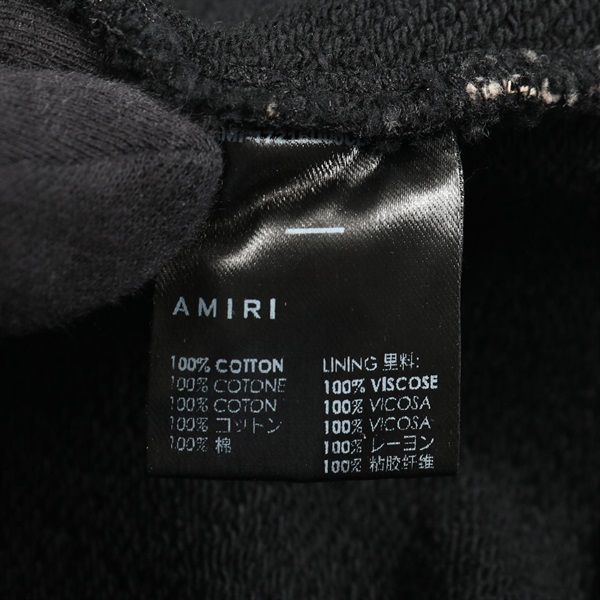 AMIRI
100% COTTON
100% COTONE
100% COTON
100% コットン
100% 棉
LINING 里料:
100% VISCOSE
100% VICOSA
100% VICOSA
100% レーヨン
100% 粘胶纤维